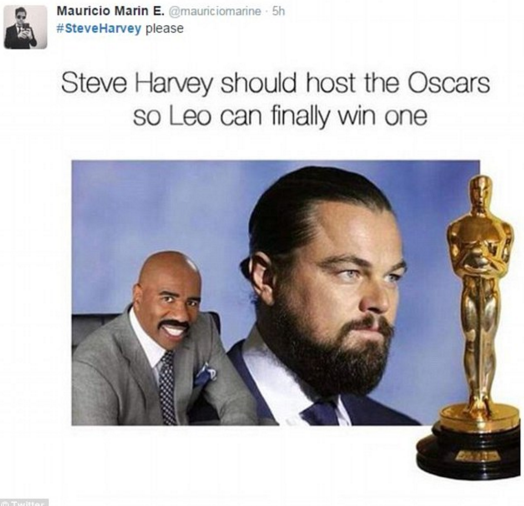 Mauricio Marin E. @mauriciomarine · 5h
#SteveHarvey please
Steve Harvey should host the Oscars
so Leo can finally win one
© Twitter